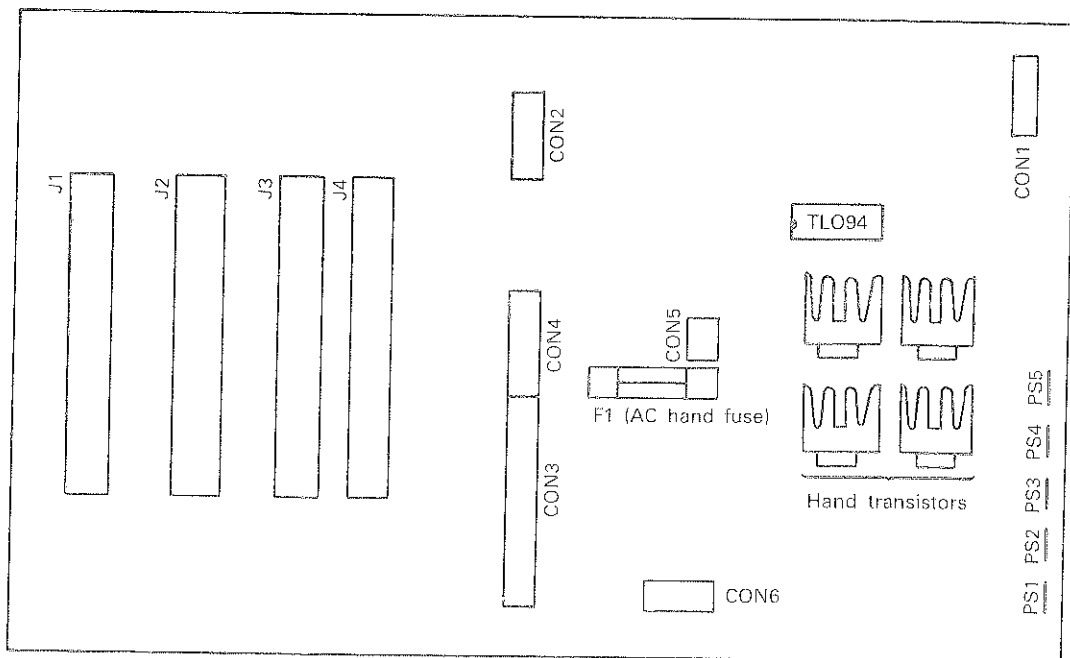 J1
J2
J3
J4
CON2
CON1
TLO94
CON4
CON5
F1 (AC hand fuse)
CON3
Hand transistors
PS5
PS4
PS3
PS2
PS1
CON6